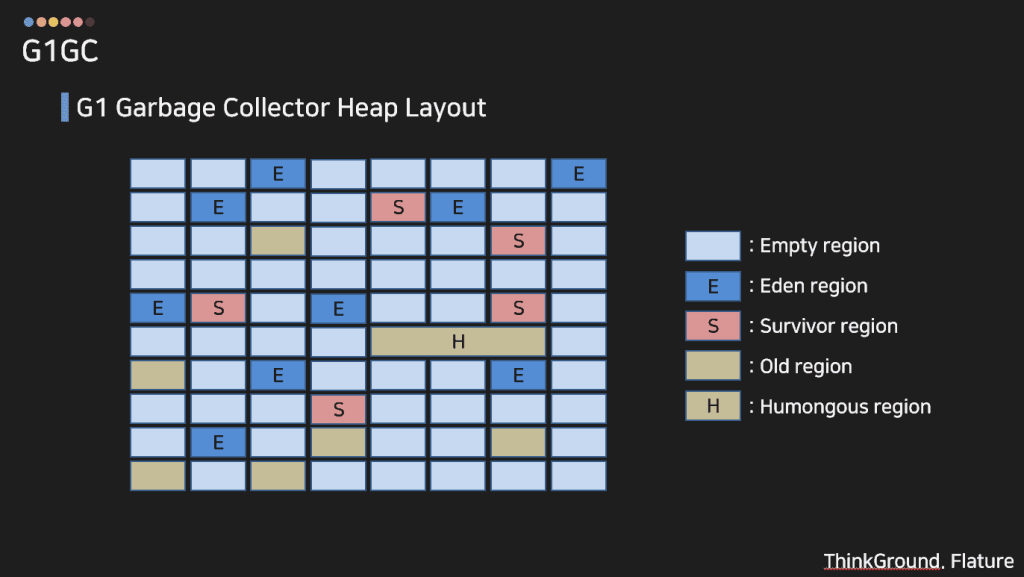 G1GC
G1 Garbage Collector Heap Layout
E E
E S E
S
E S E S
H
E E
S
E
: Empty region
E : Eden region
S : Survivor region
: Old region
H : Humongous region
ThinkGround. Flature